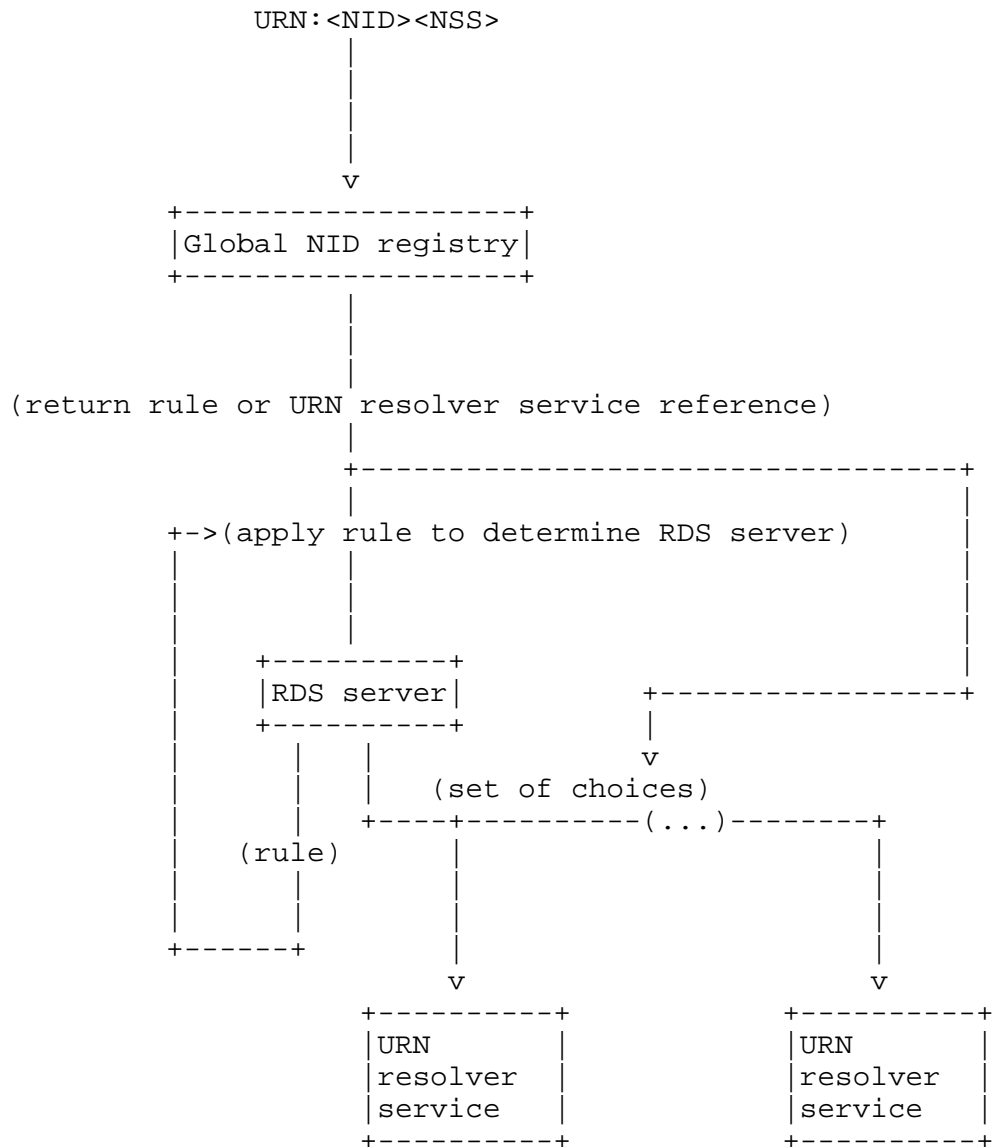 URN:<NID><NSS>
v
Global NID registry
(return rule or URN resolver service reference)
+->(apply rule to determine RDS server)
RDS server
v
(set of choices)
(...)
(rule)
v v
URN URN
resolver resolver
service service